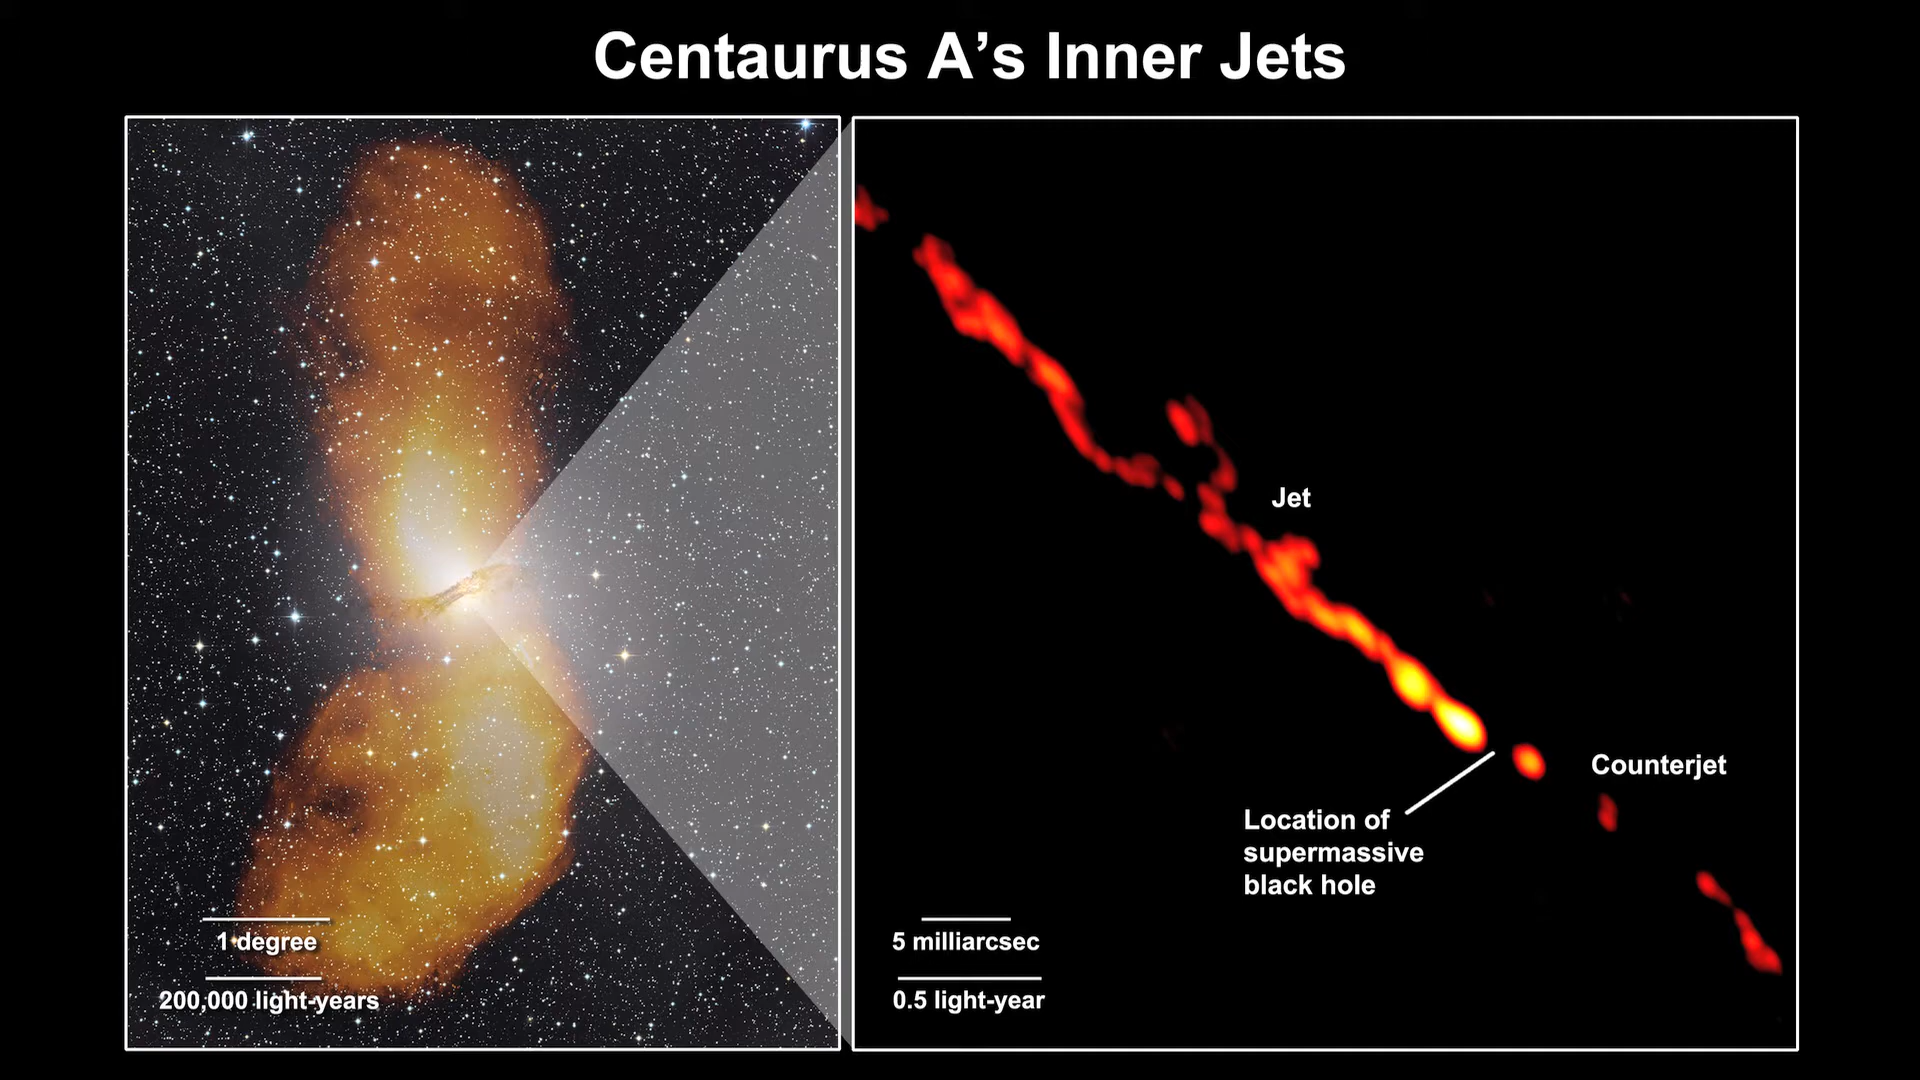 Centaurus A’s Inner Jets
1 degree
200,000 light-years
Jet
Counterjet
Location of
supermassive
black hole
5 milliarcsec
0.5 light-year